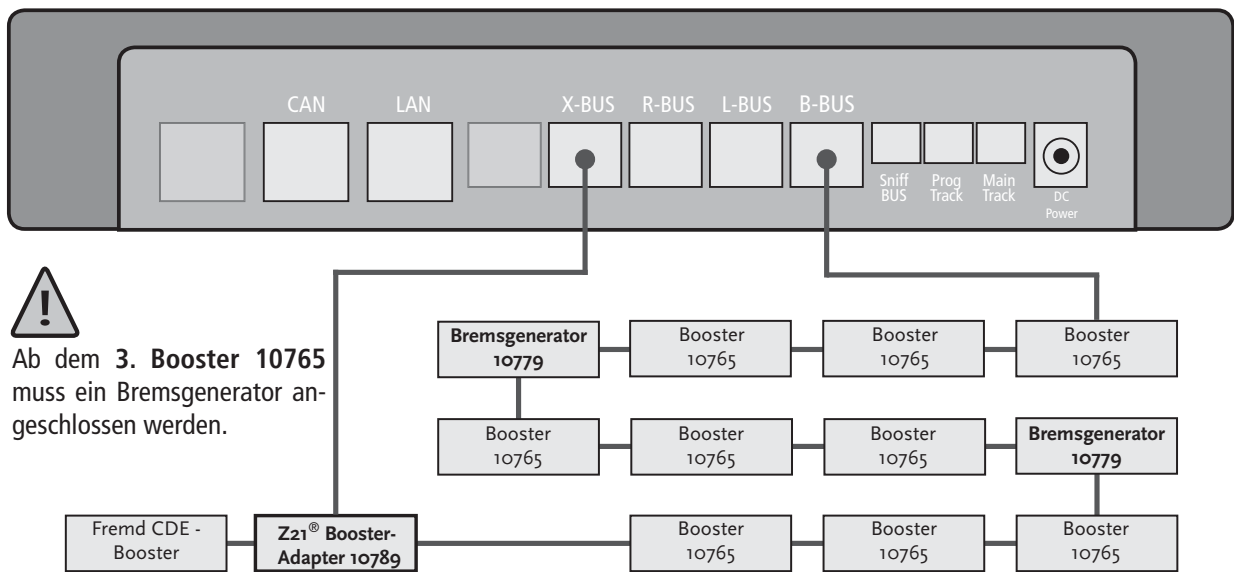 CAN LAN X-BUS R-BUS L-BUS B-BUS
Sniff BUS
Prog Track
Main Track
DC Power
!
Ab dem 3. Booster 10765
muss ein Bremsgenerator an-
geschlossen werden.
Bremsgenerator
10779
Booster
10765
Booster
10765
Booster
10765
Booster
10765
Booster
10765
Booster
10765
Bremsgenerator
10779
Fremd CDE -
Booster
Z21® Booster-
Adapter 10789
Booster
10765
Booster
10765
Booster
10765